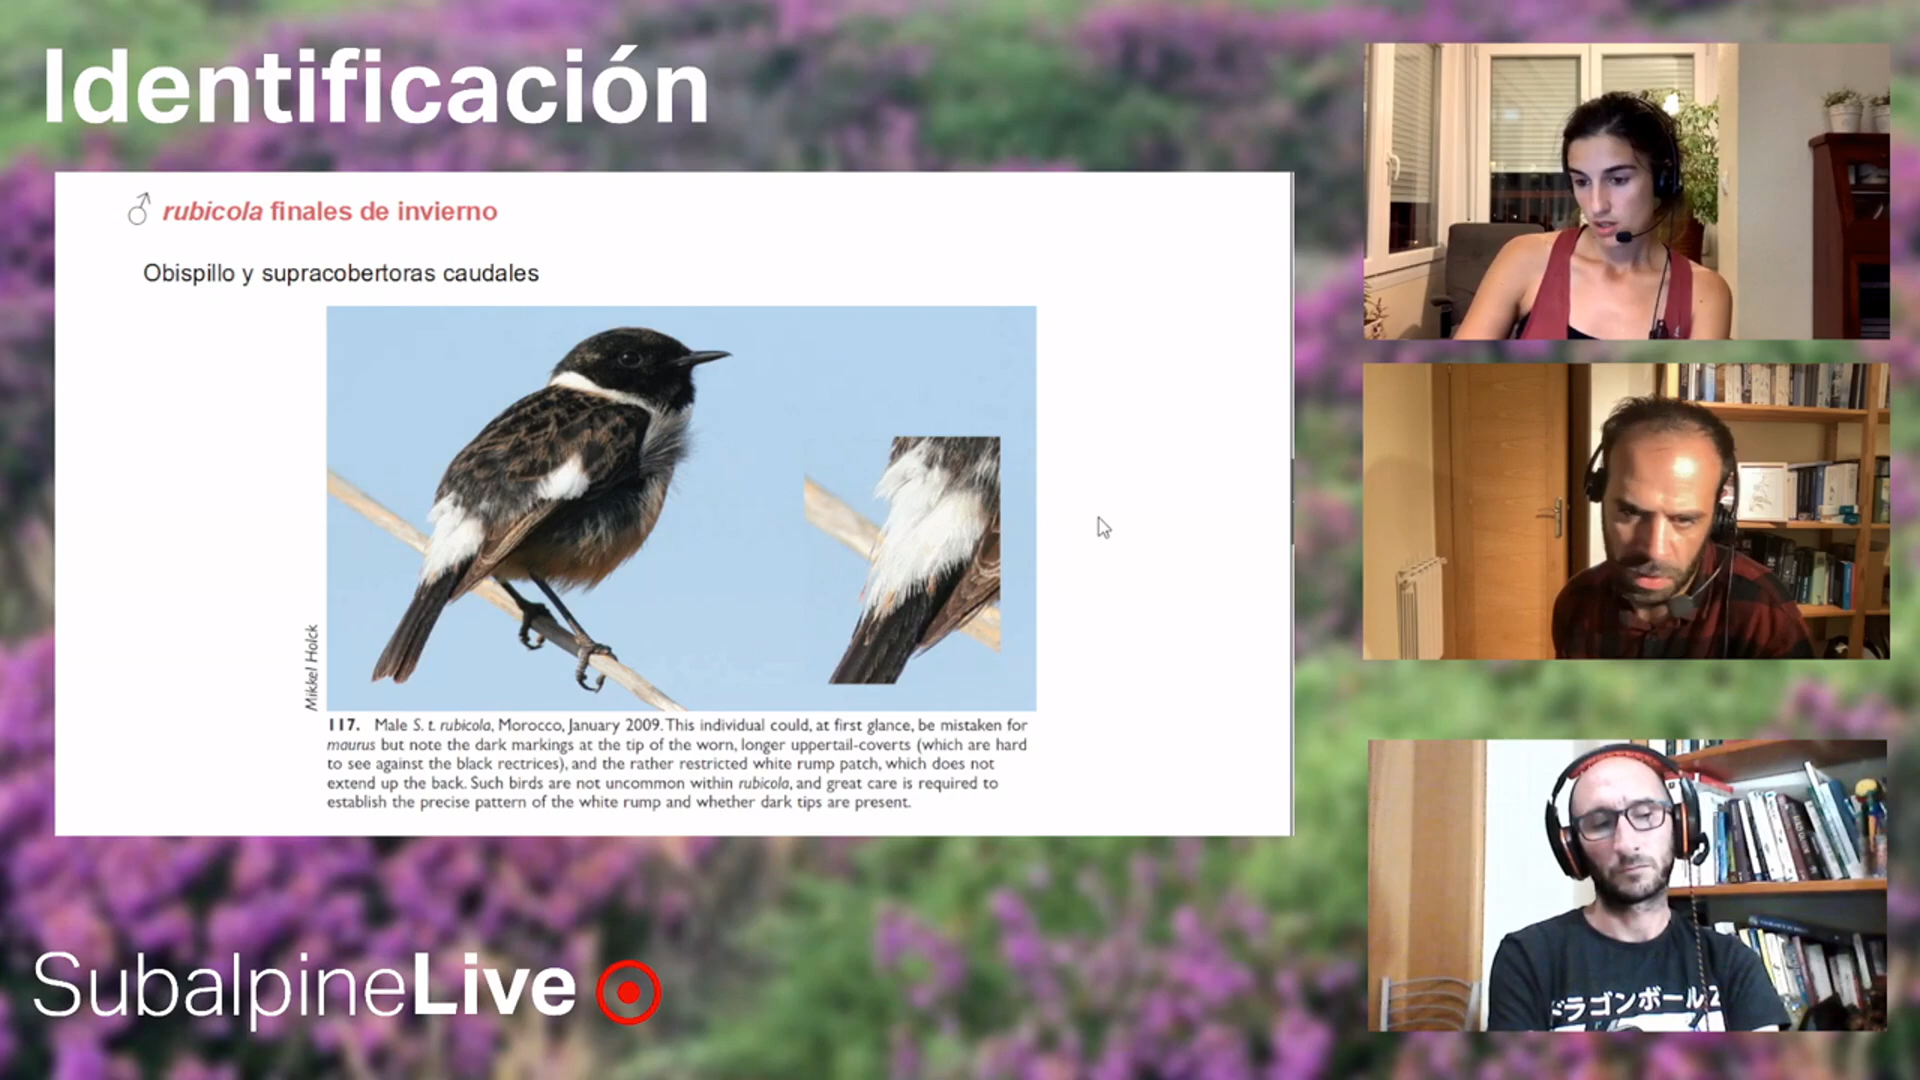 Identificación
♂ rubicola finales de invierno
Obispillo y supracobertoras caudales
Mikkel Holck
117. Male S. t. rubicola, Morocco, January 2009. This individual could, at first glance, be mistaken for
maurus but note the dark markings at the tip of the worn, longer uppertail-coverts (which are hard
to see against the black rectrices), and the rather restricted white rump patch, which does not
extend up the back. Such birds are not uncommon within rubicola, and great care is required to
establish the precise pattern of the white rump and whether dark tips are present.
SubalpineLive
ドラゴンボールZ